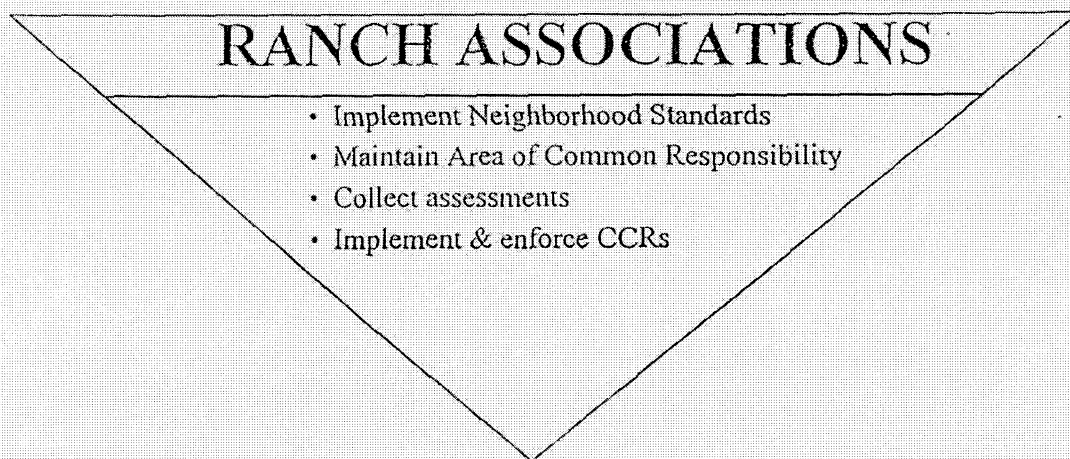 RANCH ASSOCIATIONS
• Implement Neighborhood Standards
• Maintain Area of Common Responsibility
• Collect assessments
• Implement & enforce CCRs